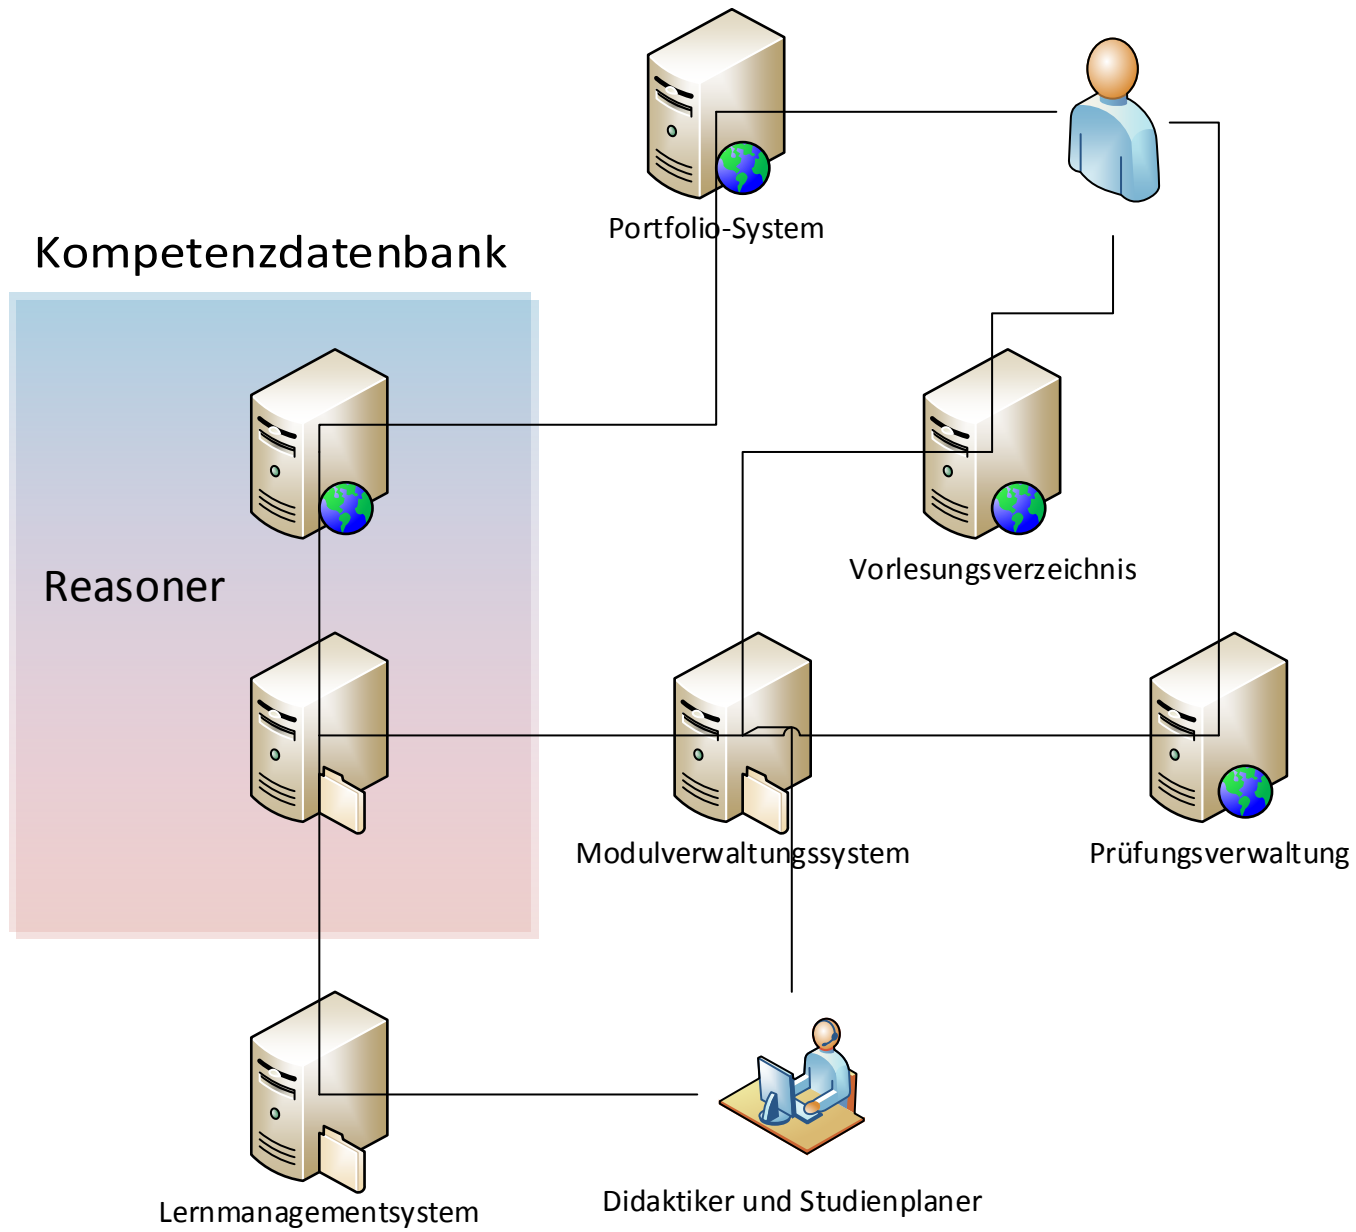 Portfolio-System
Kompetenzdatenbank
Vorlesungsverzeichnis
Reasoner
Modulverwaltungssystem
Prüfungsverwaltung
Didaktiker und Studienplaner
Lernmanagementsystem